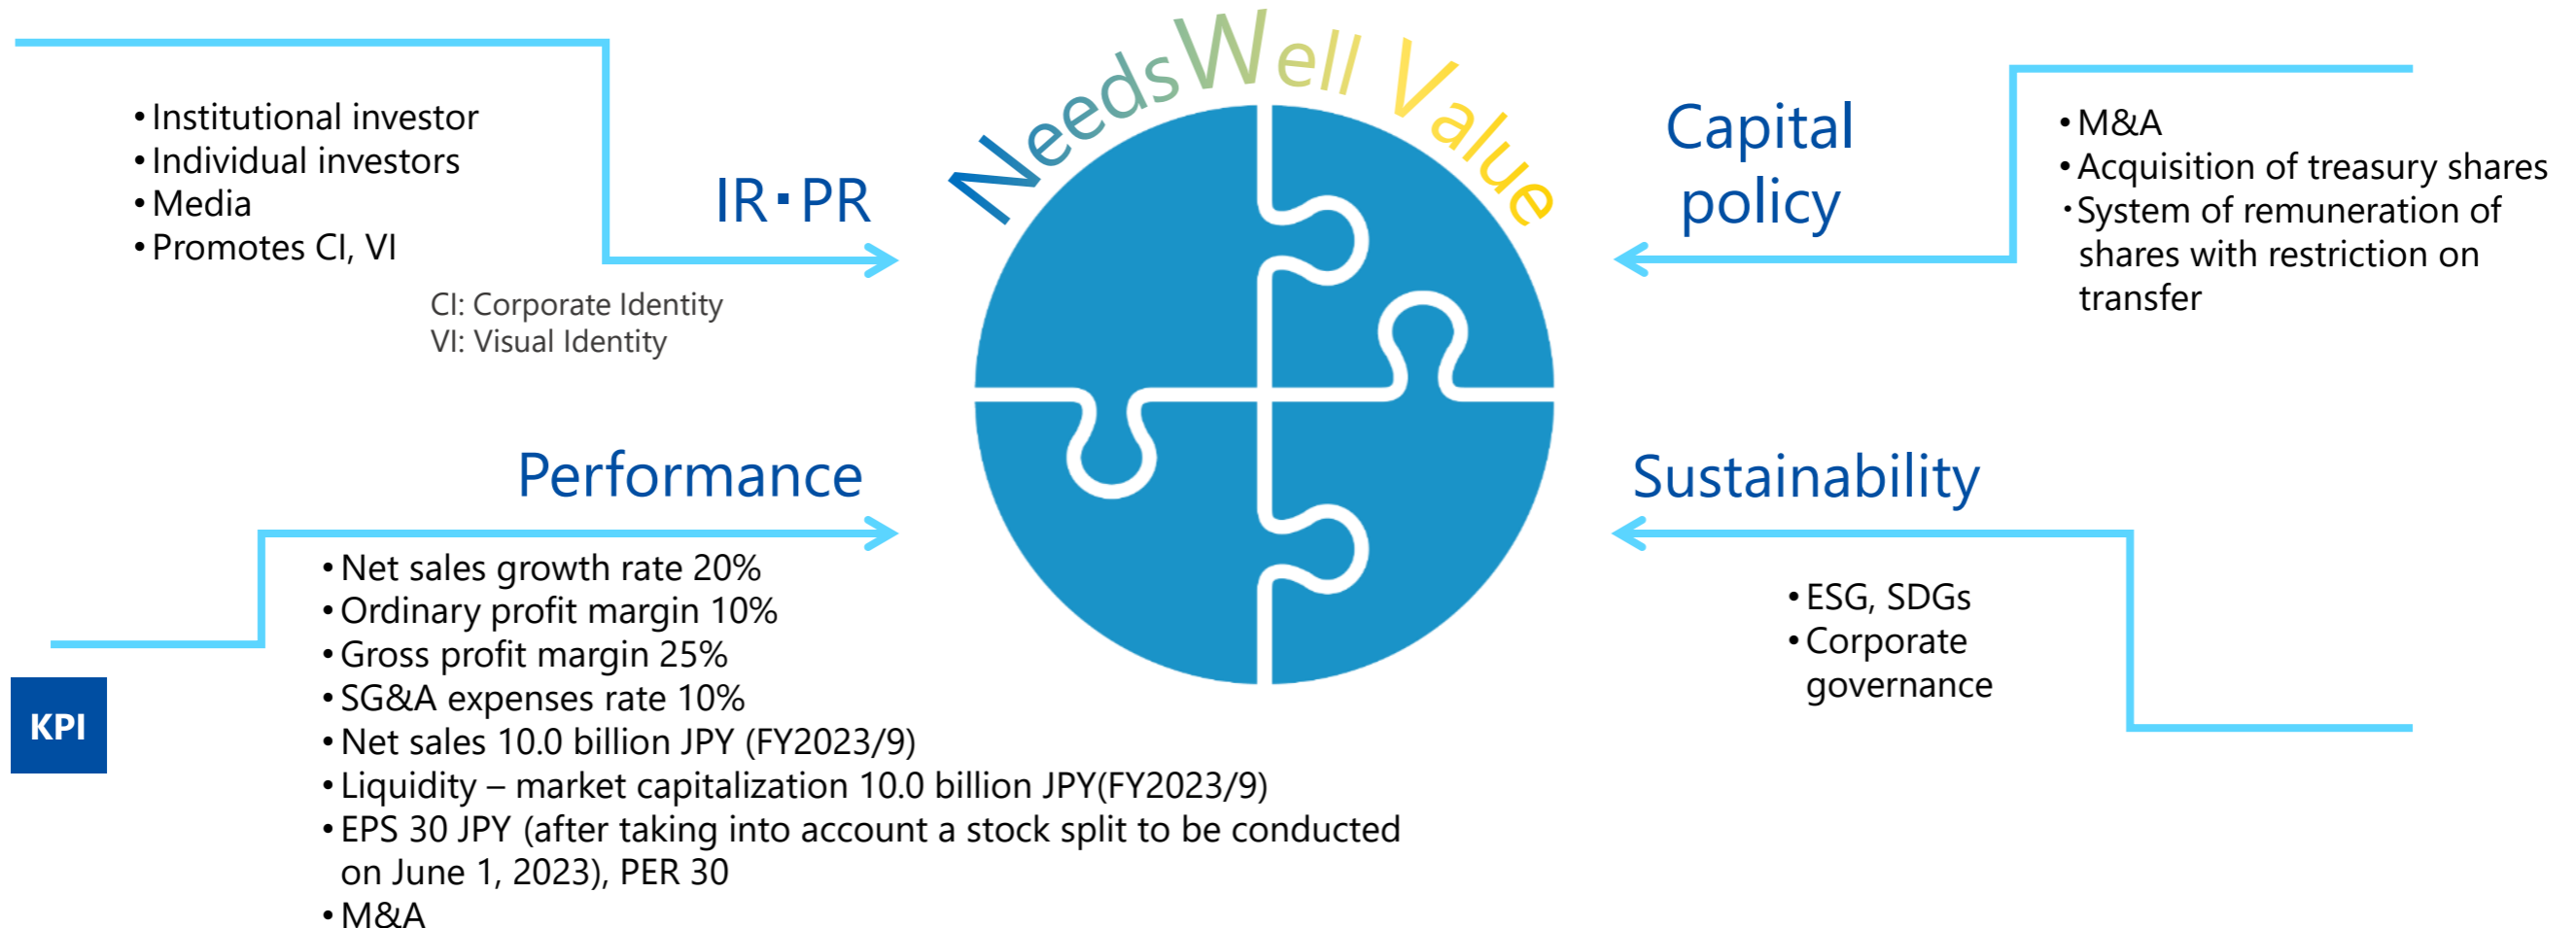 NeedsWell Value
IR・PR
• Institutional investor
• Individual investors
• Media
• Promotes CI, VI
CI: Corporate Identity
VI: Visual Identity
Capital
policy
• M&A
• Acquisition of treasury shares
・System of remuneration of
shares with restriction on
transfer
Performance
KPI
• Net sales growth rate 20%
• Ordinary profit margin 10%
• Gross profit margin 25%
• SG&A expenses rate 10%
• Net sales 10.0 billion JPY (FY2023/9)
• Liquidity – market capitalization 10.0 billion JPY(FY2023/9)
• EPS 30 JPY (after taking into account a stock split to be conducted
on June 1, 2023), PER 30
• M&A
Sustainability
• ESG, SDGs
• Corporate
governance